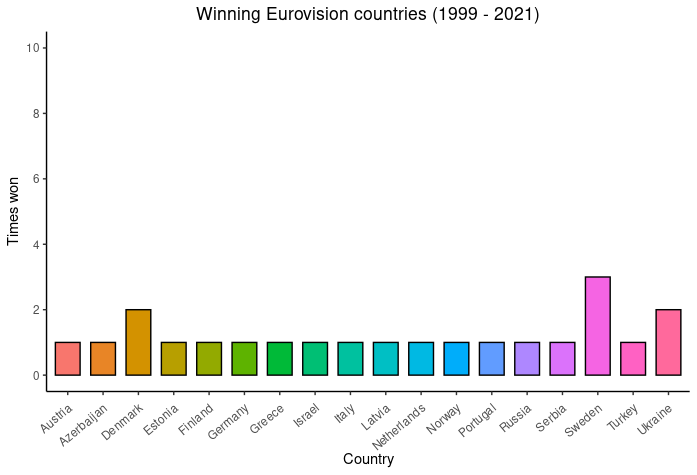 Winning Eurovision countries (1999 - 2021)
Times won
10
8
6
4
2
0
Austria
Azerbaijan
Denmark
Estonia
Finland
Germany
Greece
Israel
Italy
Latvia
Netherlands
Norway
Portugal
Russia
Serbia
Sweden
Turkey
Ukraine
Country